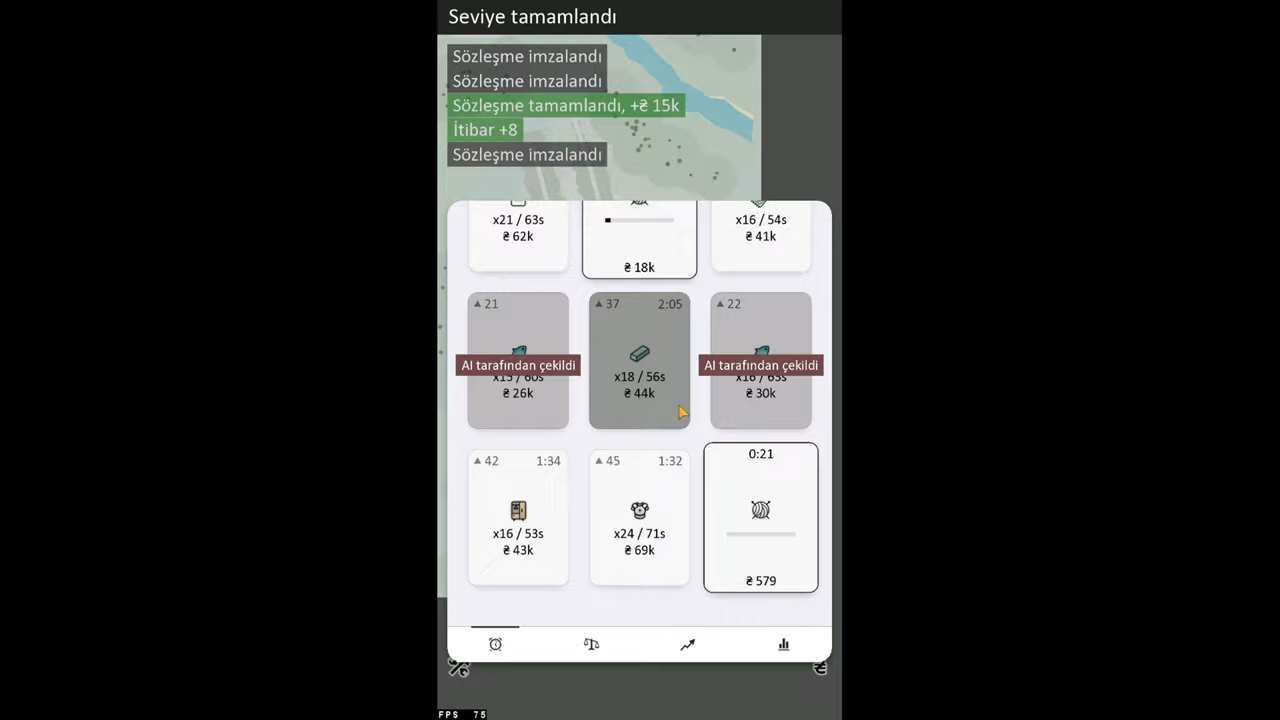 Seviye tamamlandı
Sözleşme imzalandı
Sözleşme imzalandı
Sözleşme tamamlandı, +₴ 15k
İtibar +8
Sözleşme imzalandı
x21 / 63s
₴ 62k
₴ 18k
x16 / 54s
₴ 41k
▲ 21
AI tarafından çekildi
₴ 26k
▲ 37 2:05
x18 / 56s
₴ 44k
▲ 22
AI tarafından çekildi
₴ 30k
▲ 42 1:34
x16 / 53s
₴ 43k
▲ 45 1:32
x24 / 71s
₴ 69k
0:21
₴ 579
FPS 75